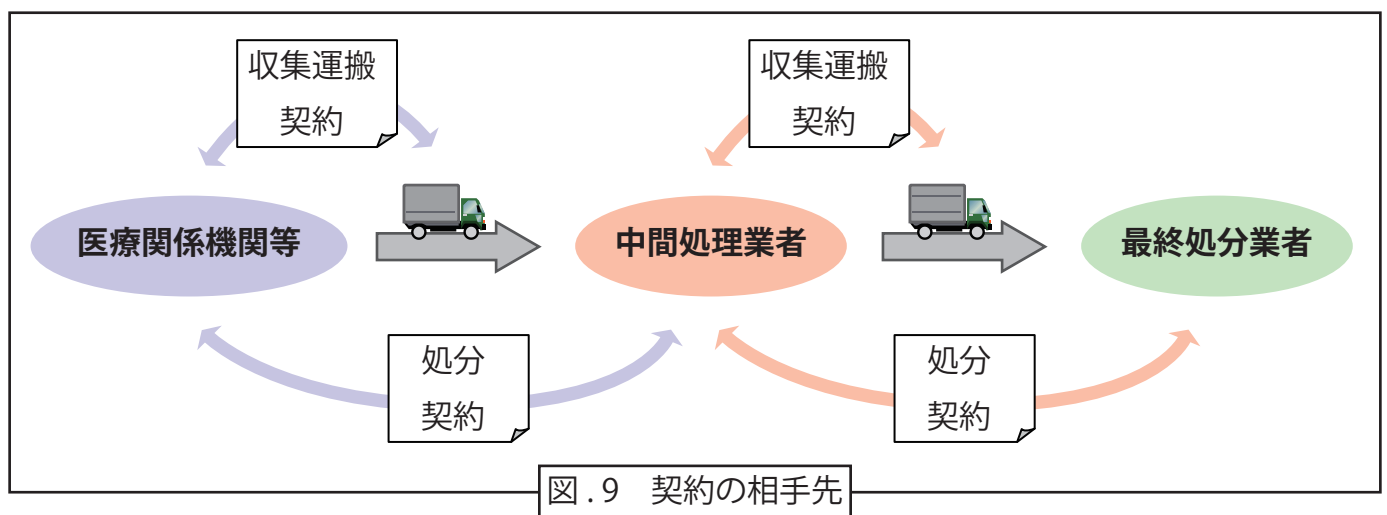 収集運搬
契約
収集運搬
契約
医療関係機関等
中間処理業者
最終処分業者
処分
契約
処分
契約
図.9 契約の相手先